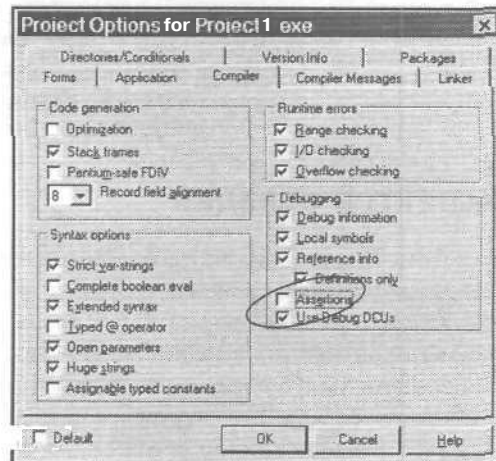 Project Options for Project1 exe
Directories/Conditionals Version Info Packages
Forms Application Compiler Compiler Messages Linker
Code generation
Optimization
Stack frames
Pentium-safe FDIV
8 Record field alignment
Syntax options
Strict var-strings
Complete boolean eval
Extended syntax
Typed @ operator
Open parameters
Huge strings
Assignable typed constants
Runtime errors
Range checking
I/O checking
Overflow checking
Debugging
Debug information
Local symbols
Reference info
Definitions only
Assertions
Use Debug DCUs
Default
OK
Cancel
Help